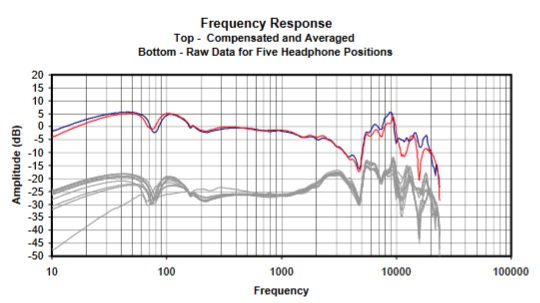 Frequency Response
Top - Compensated and Averaged
Bottom - Raw Data for Five Headphone Positions
Amplitude (dB)
20
15
10
5
0
-5
-10
-15
-20
-25
-30
-35
-40
-45
-50
10 100 1000 10000 100000
Frequency